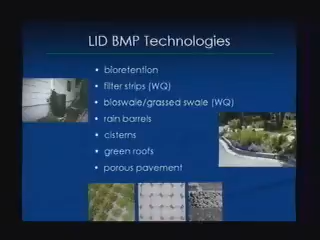 LID BMP Technologies
• bioretention
• filter strips (WQ)
• bioswale/grassed swale (WQ)
• rain barrels
• cisterns
• green roofs
• porous pavement